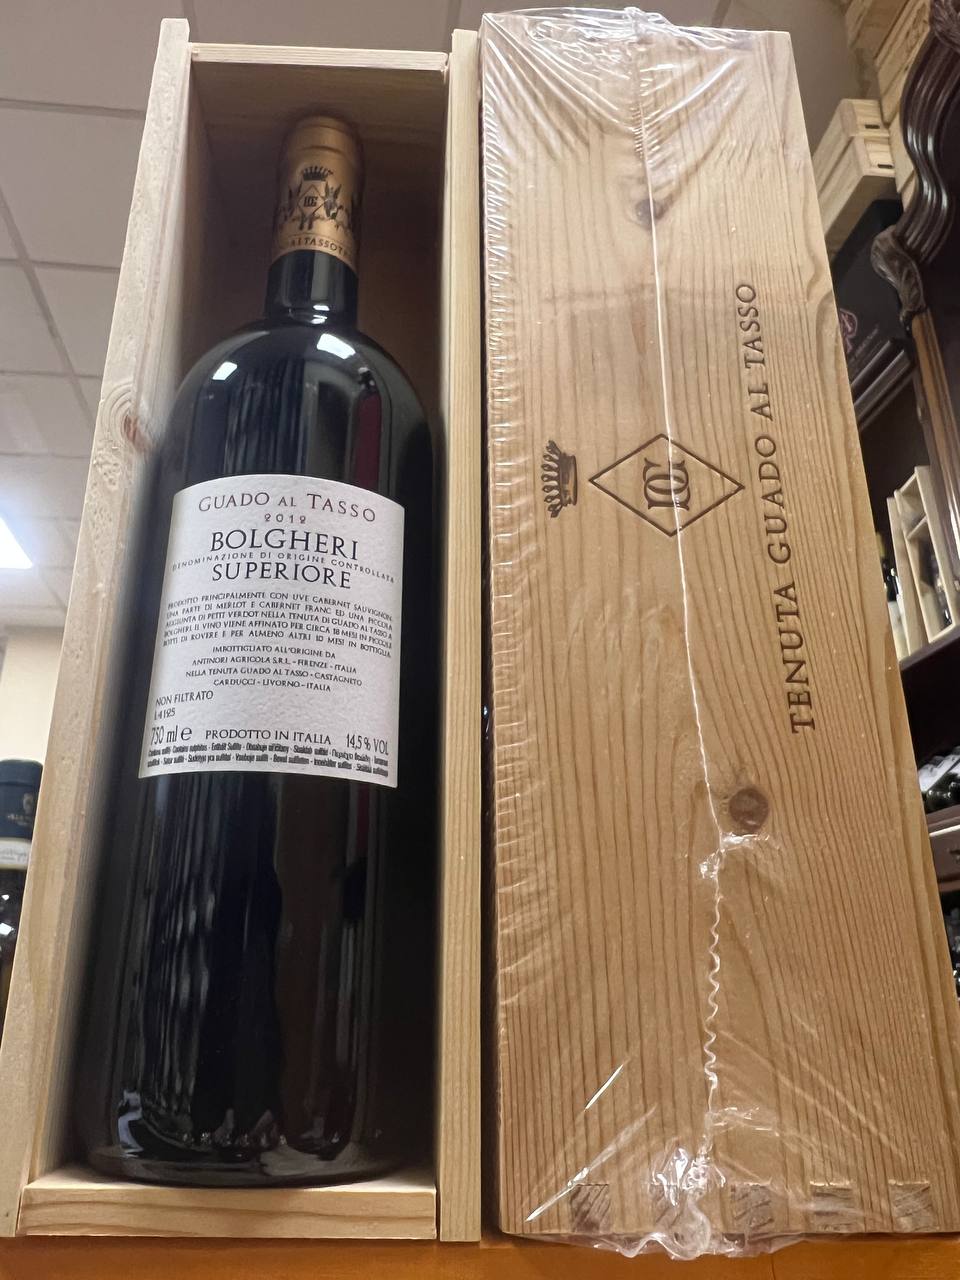 DG
ALTASSO
GUADO AL TASSO
2012
BOLGHERI
DENOMINAZIONE DI ORIGINE CONTROLLATA
SUPERIORE
PRODOTTO PRINCIPALMENTE CON UVE CABERNET SAUVIGNON,
UNA PARTE DI MERLOT E CABERNET FRANC ED UNA PICCOLA
AGGIUNTA DI PETIT VERDOT NELLA TENUTA DI GUADO AL TASSO A
BOLGHERI. IL VINO VIENE AFFINATO PER CIRCA 18 MESI IN PICCOLE
BOTTI DI ROVERE E PER ALMENO ALTRI 10 MESI IN BOTTIGLIA.
IMBOTTIGLIATO ALL'ORIGINE DA
ANTINORI AGRICOLA S.R.L. - FIRENZE - ITALIA
NELLA TENUTA GUADO AL TASSO - CASTAGNETO
CARDUCCI - LIVORNO - ITALIA
NON FILTRATO
L4125
750 ml e PRODOTTO IN ITALIA 14,5 % VOL
DG
TENUTA GUADO AL TASSO